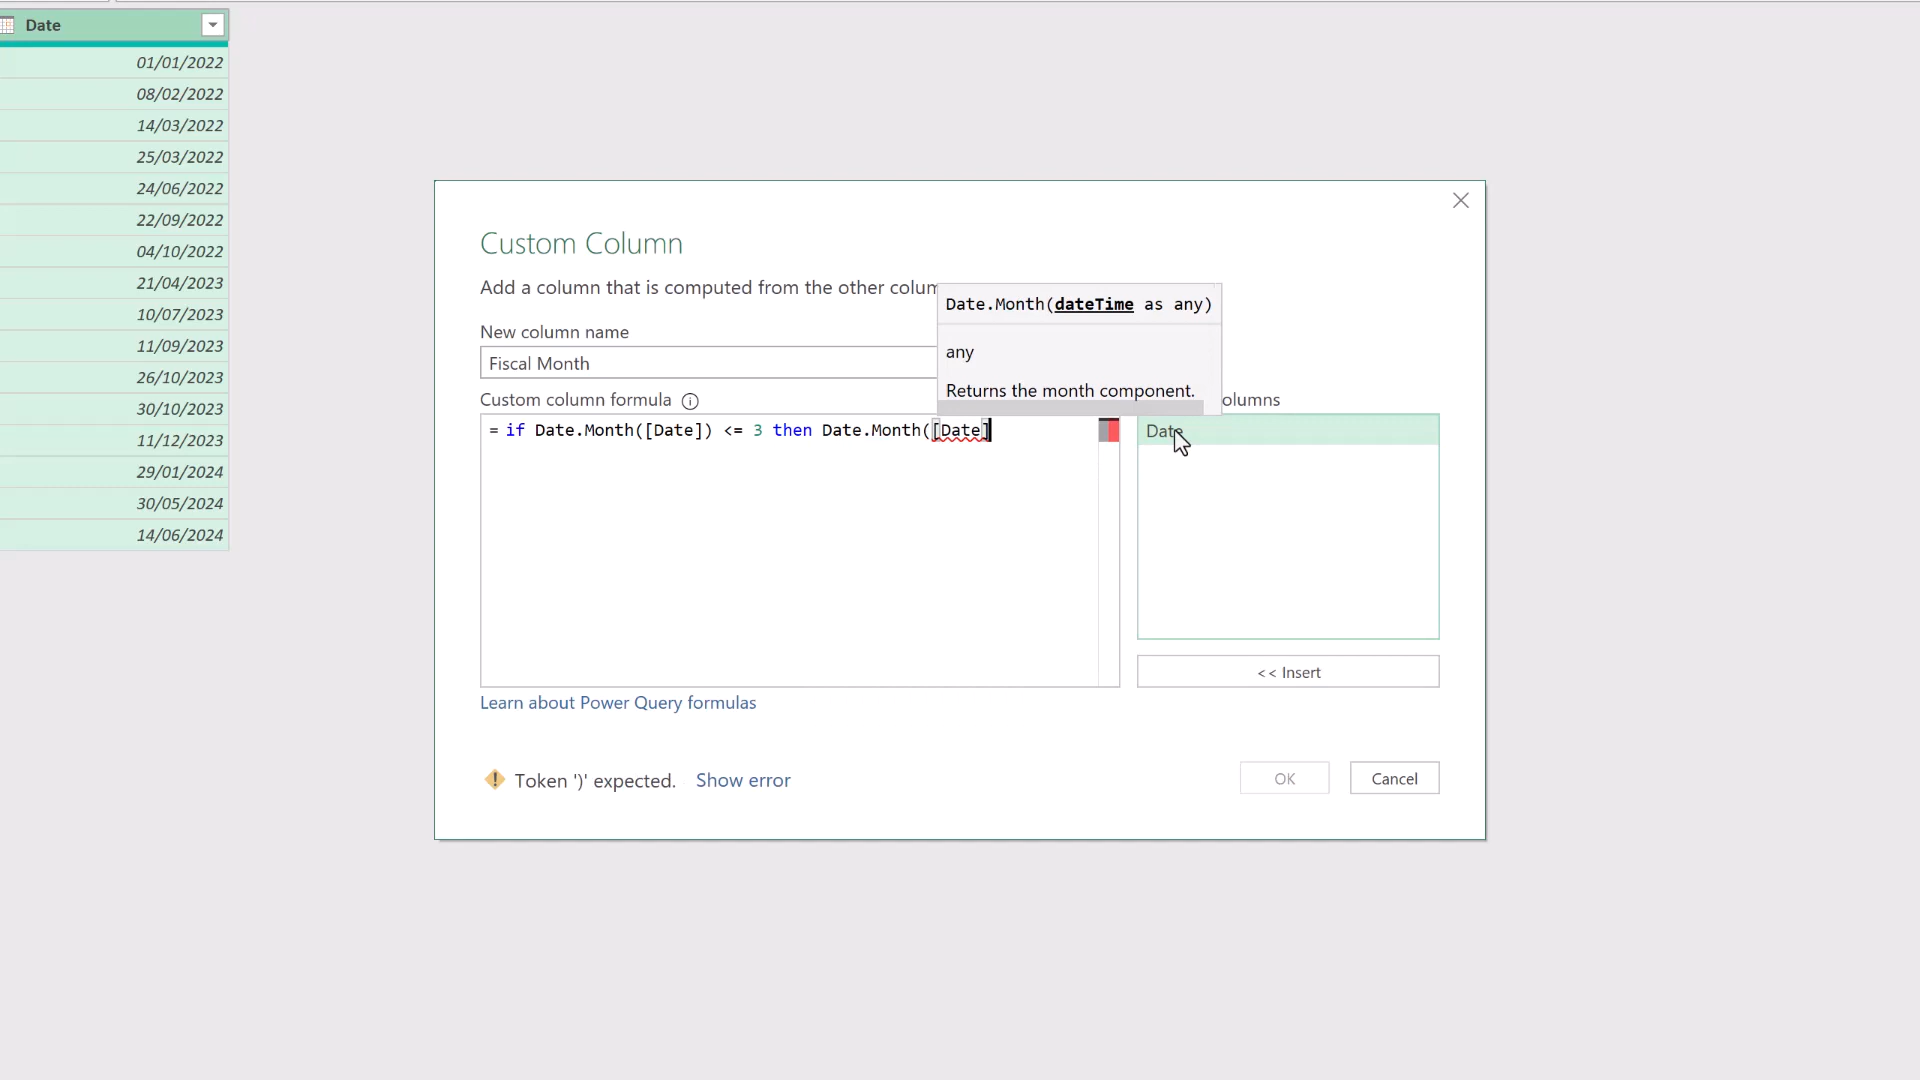 Date
01/01/2022
08/02/2022
14/03/2022
25/03/2022
24/06/2022
22/09/2022
04/10/2022
21/04/2023
10/07/2023
11/09/2023
26/10/2023
30/10/2023
11/12/2023
29/01/2024
30/05/2024
14/06/2024
Custom Column
Add a column that is computed from the other colum
Date.Month(dateTime as any)
any
Returns the month component.
New column name
Fiscal Month
Custom column formula
olumns
= if Date.Month([Date]) <= 3 then Date.Month([Date]
Date
<< Insert
Learn about Power Query formulas
Token ')' expected. Show error
OK
Cancel